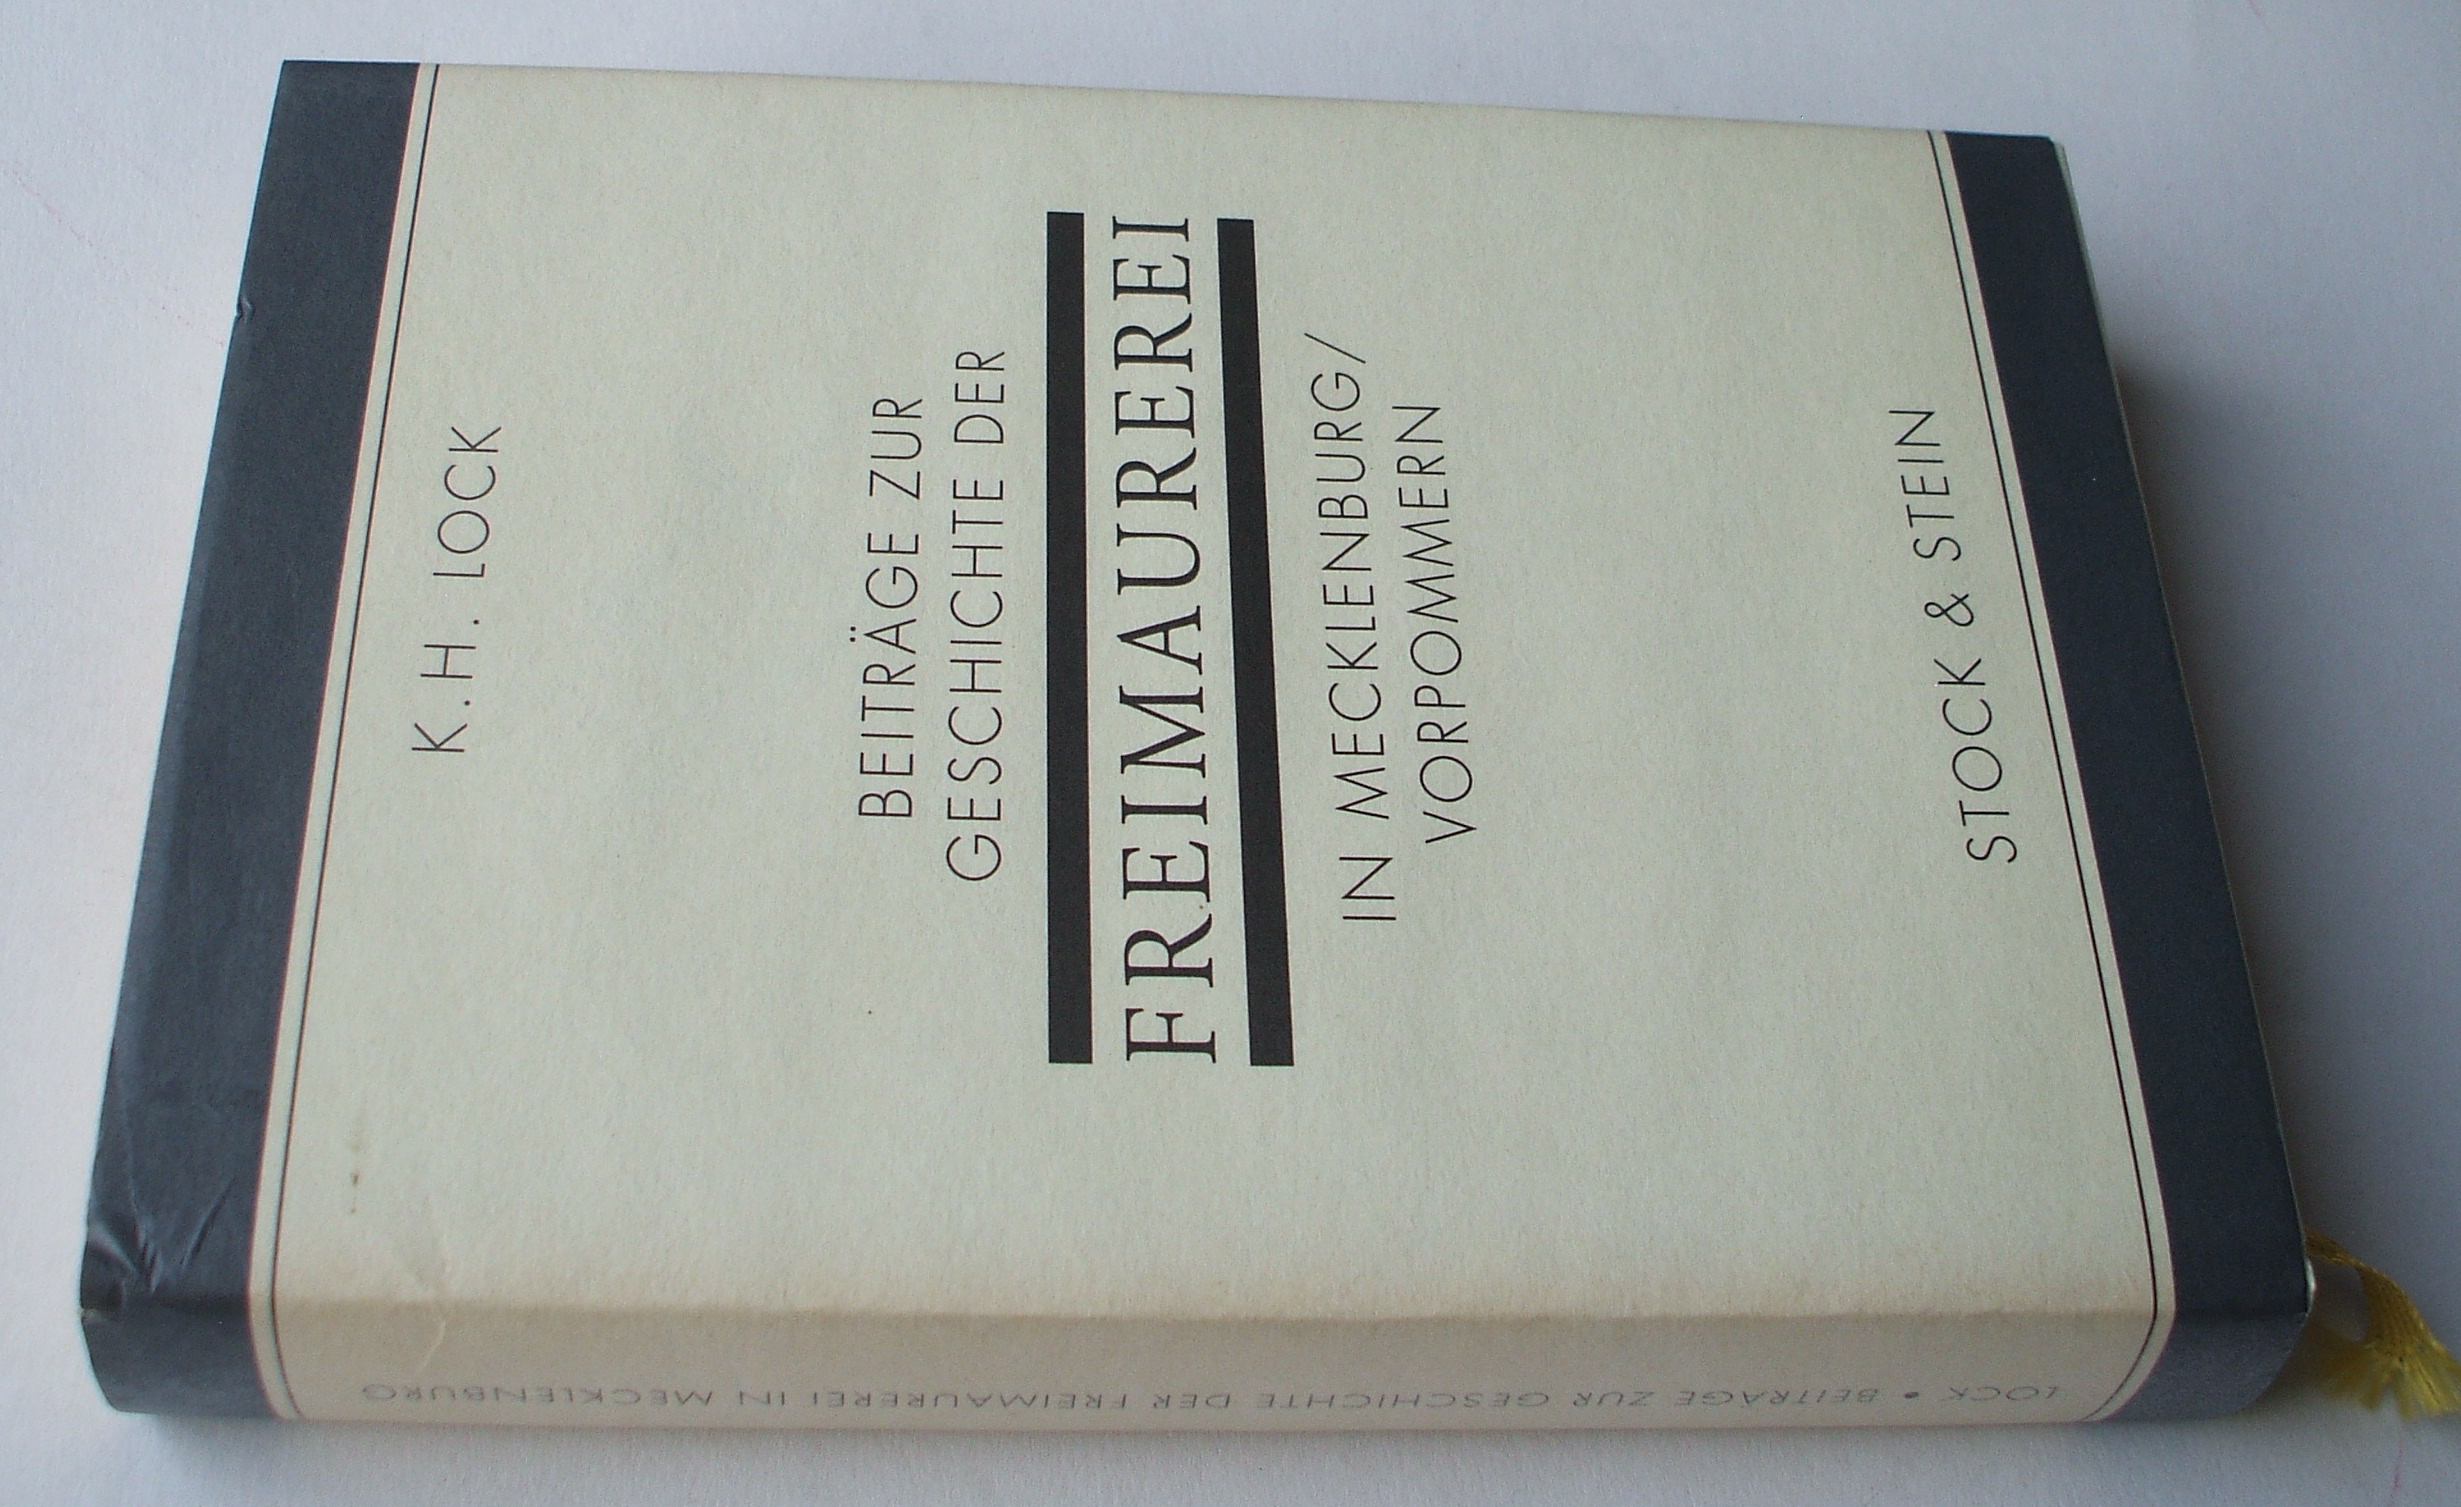 K.H. LOCK
BEITRÄGE ZUR
GESCHICHTE DER
FREIMAUREREI
IN MECKLENBURG/
VORPOMMERN
STOCK & STEIN
LOCK • BEITRÄGE ZUR GESCHICHTE DER FREIMAUREREI IN MECKLENBURG